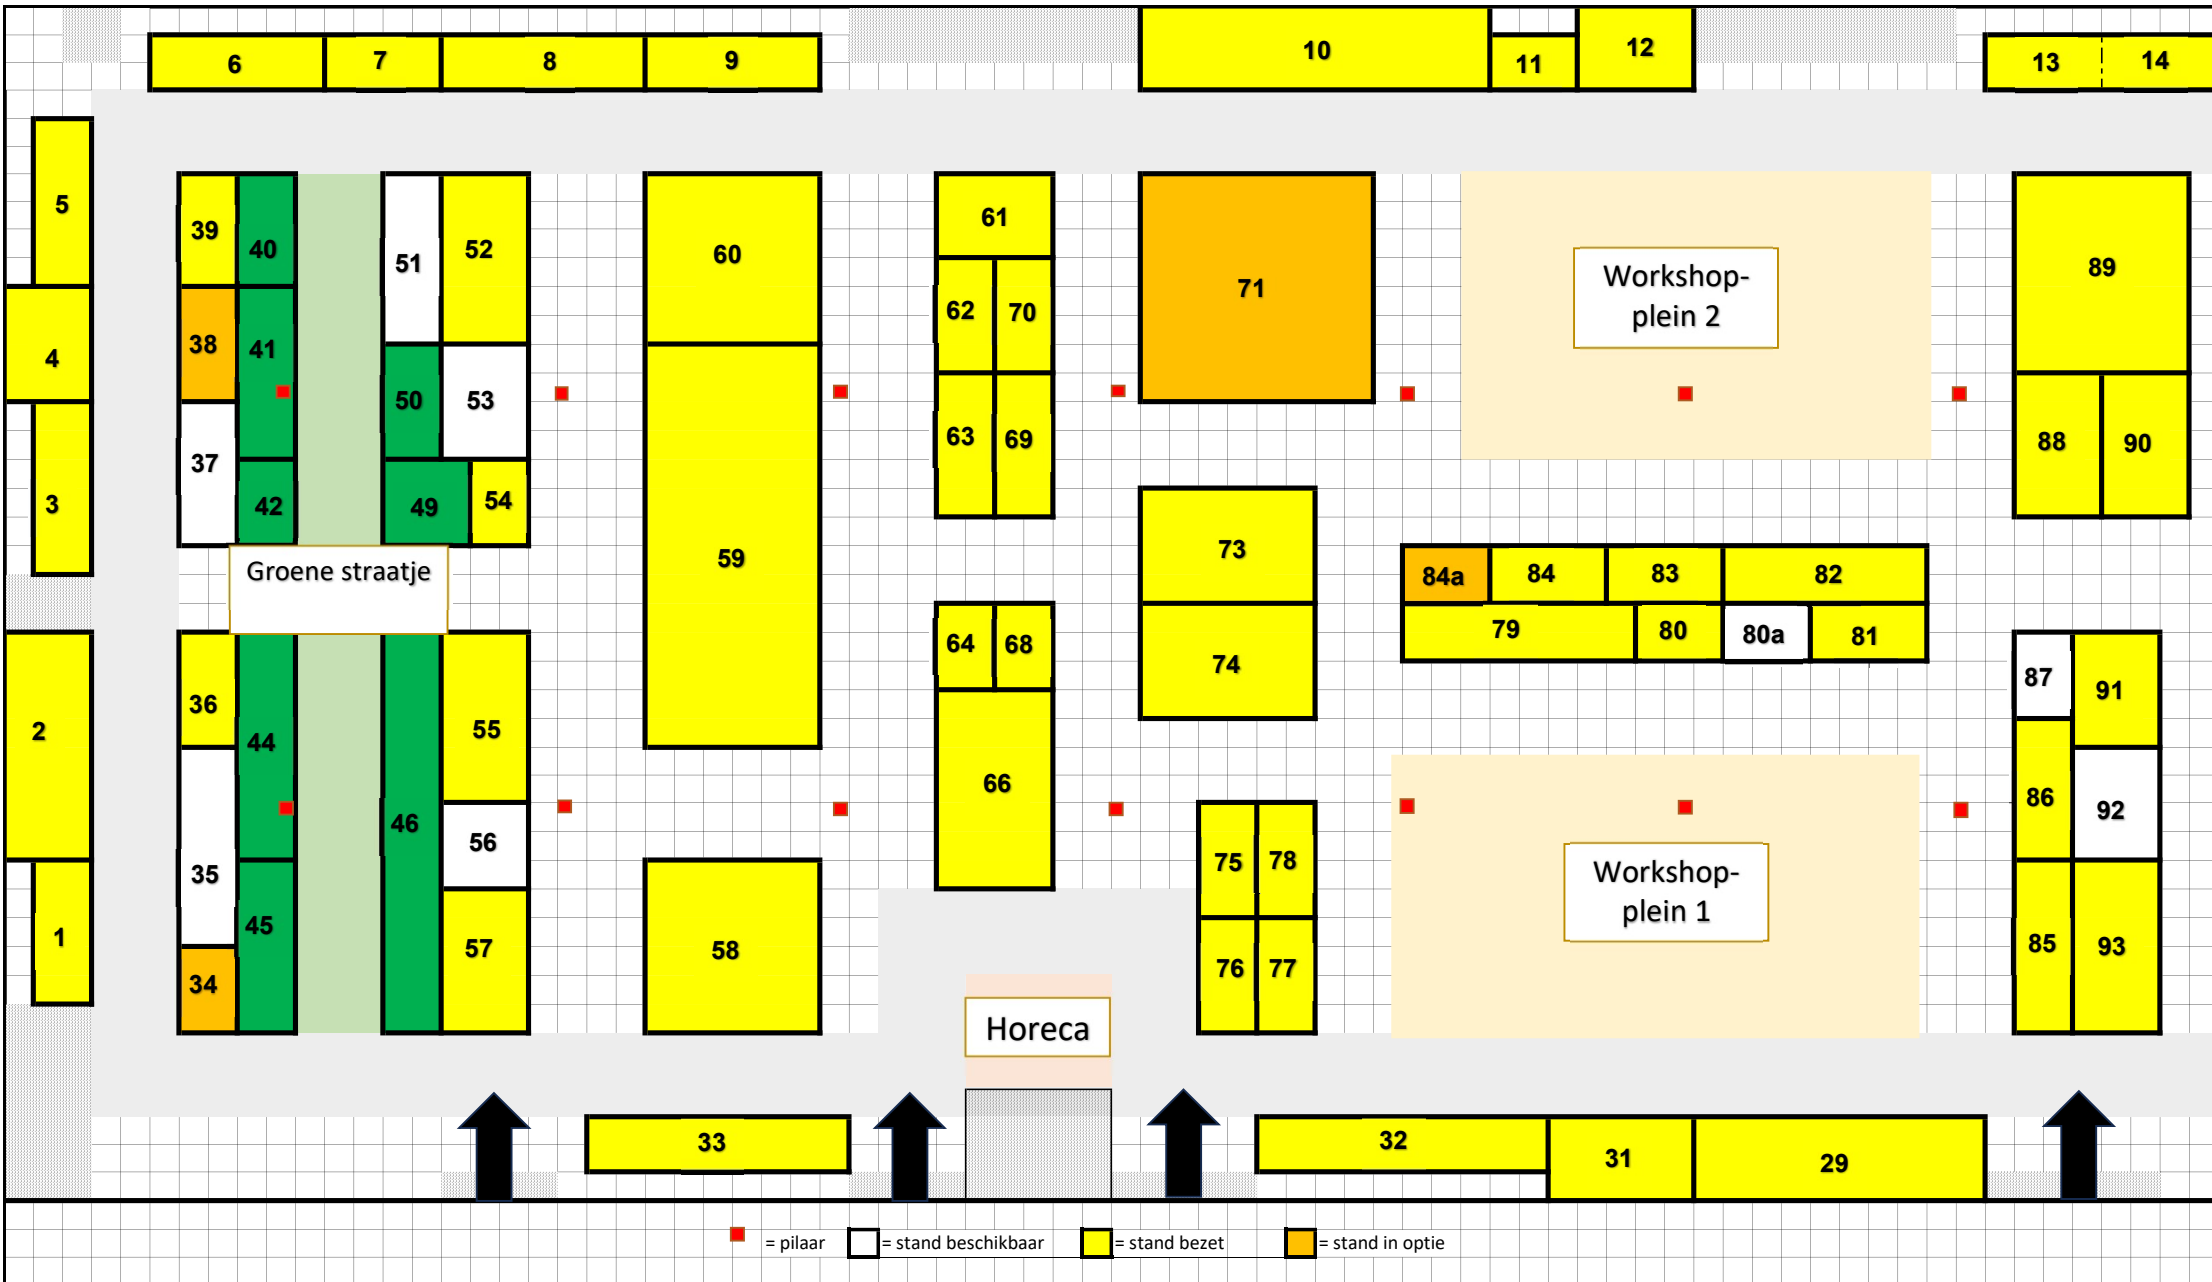 6 7 8 9 10 11 12 13 14
5 39 40 51 52 60 61 71 Workshop-
plein 2 89
4 38 41 62 70
50 53 63 69 88 90
3 37 42 49 54
Groene straatje 59 73 84a 84 83 82
64 68 74 79 80 80a 81
2 36 44 55 87 91
46 56 66 86 92
35 75 78 Workshop-
plein 1
1 45 57 58 76 77 85 93
34 Horeca
33 32 31 29
= pilaar = stand beschikbaar = stand bezet = stand in optie